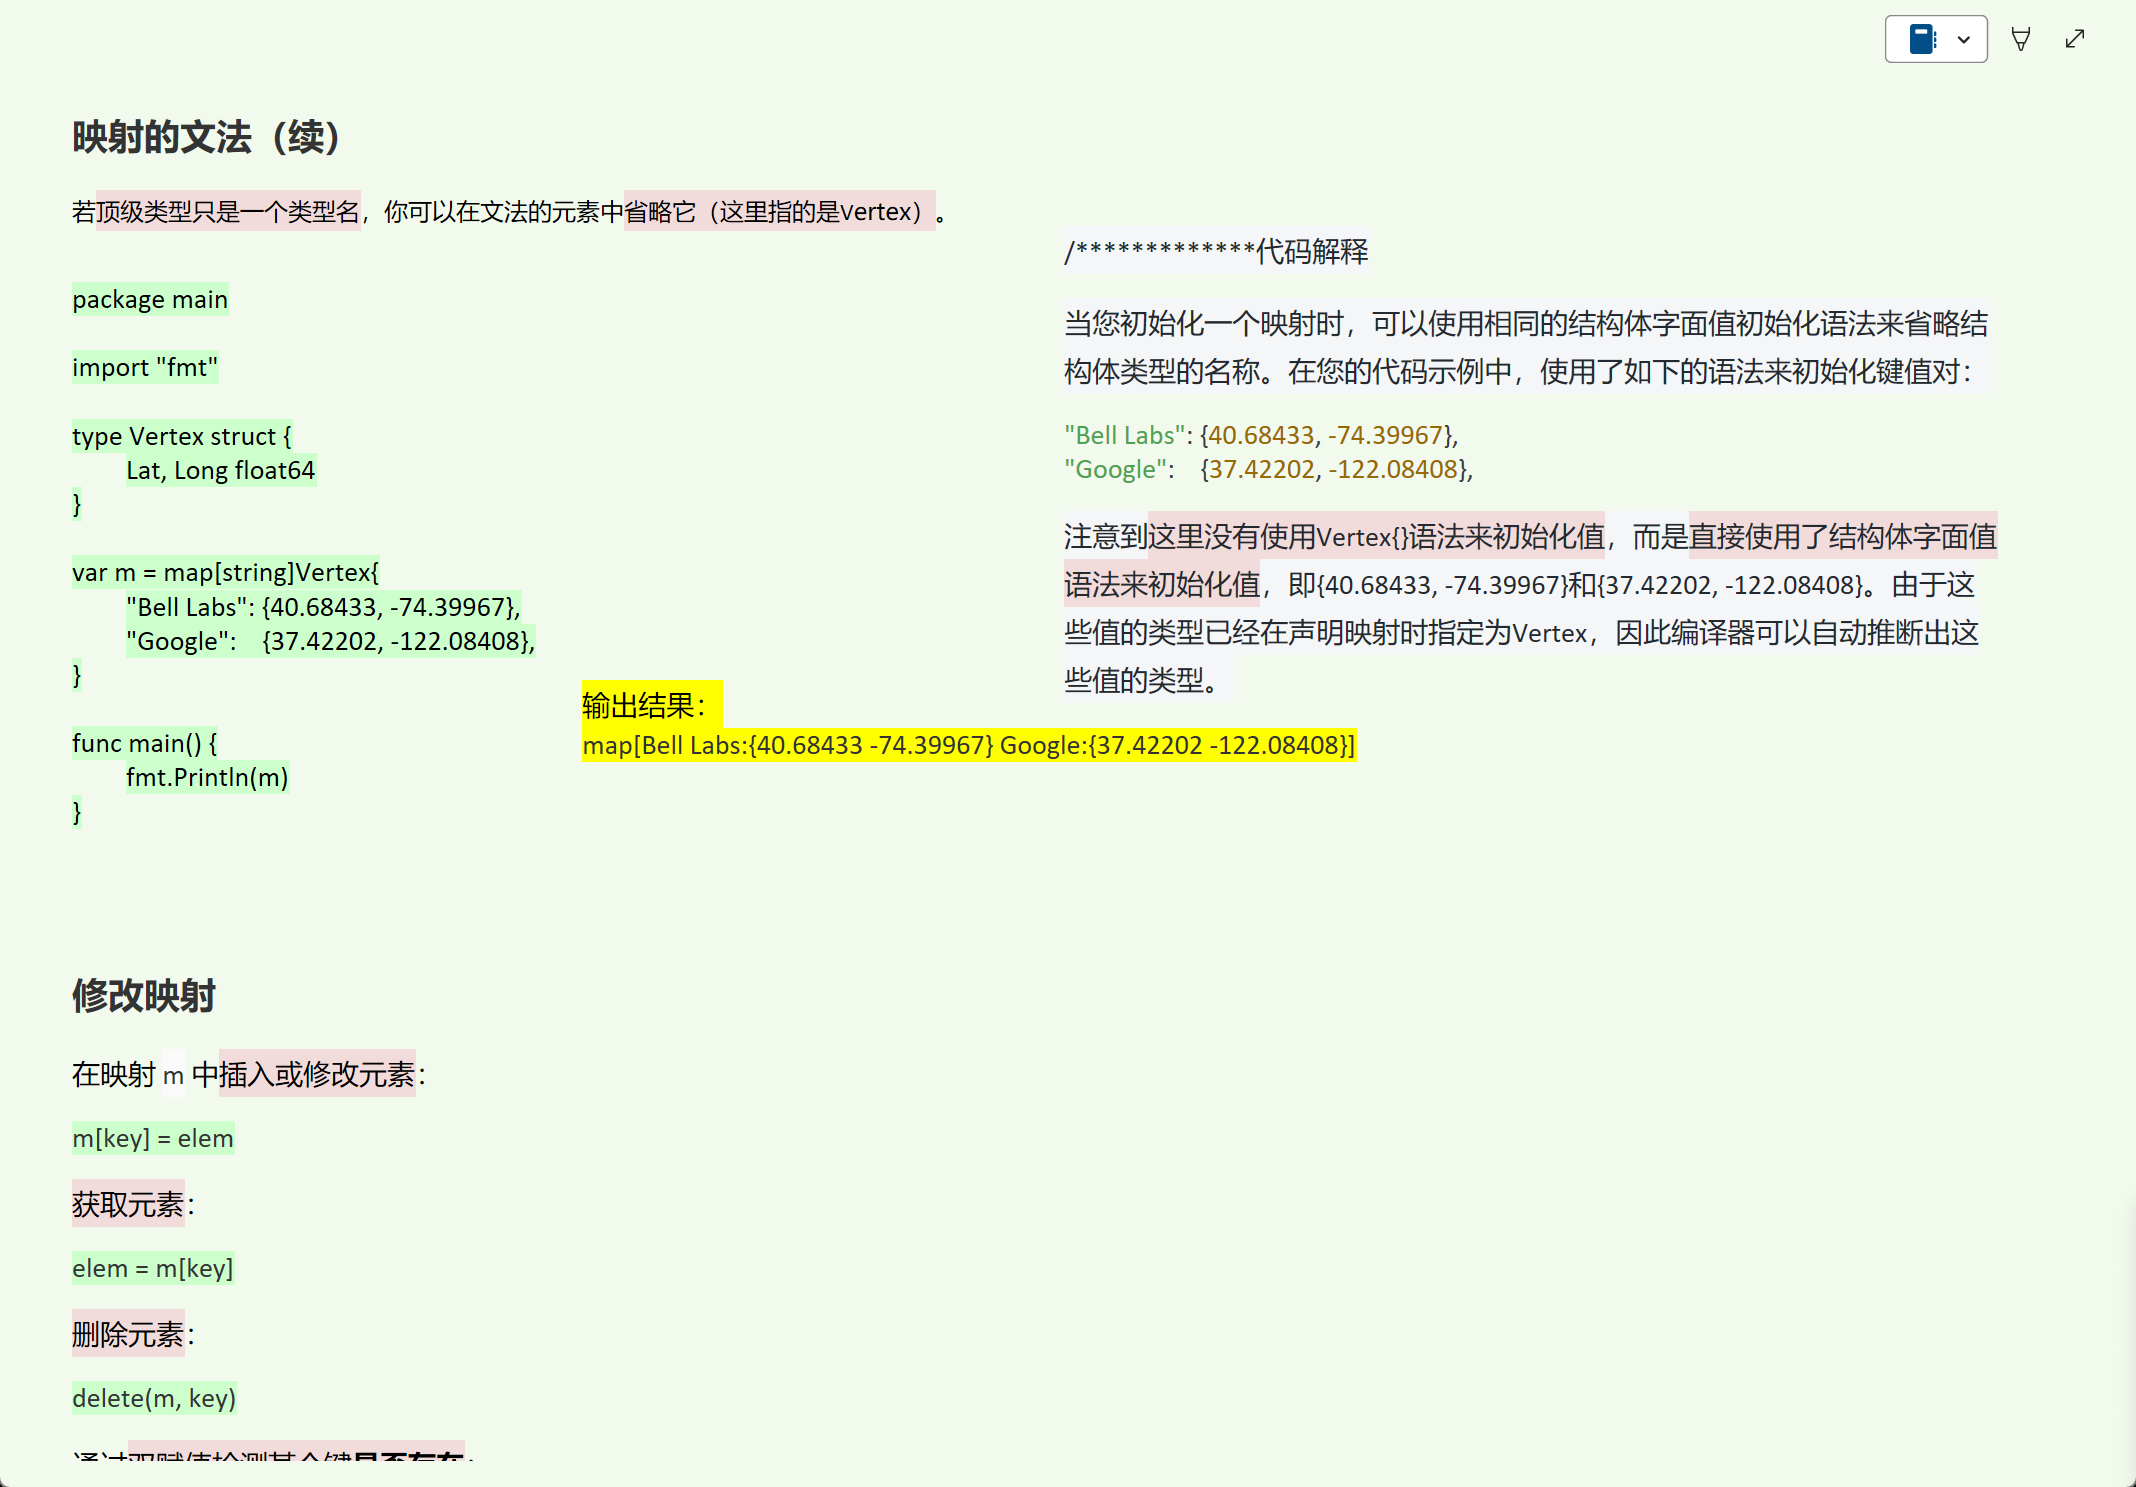 映射的文法（续）
若顶级类型只是一个类型名，你可以在文法的元素中省略它（这里指的是Vertex）。
package main
import "fmt"
type Vertex struct {
Lat, Long float64
}
var m = map[string]Vertex{
"Bell Labs": {40.68433, -74.39967},
"Google":    {37.42202, -122.08408},
}
func main() {
fmt.Println(m)
}
/*************代码解释
当您初始化一个映射时，可以使用相同的结构体字面值初始化语法来省略结
构体类型的名称。在您的代码示例中，使用了如下的语法来初始化键值对：
"Bell Labs": {40.68433, -74.39967},
"Google":    {37.42202, -122.08408},
注意到这里没有使用Vertex{}语法来初始化值，而是直接使用了结构体字面值
语法来初始化值，即{40.68433, -74.39967}和{37.42202, -122.08408}。由于这
些值的类型已经在声明映射时指定为Vertex，因此编译器可以自动推断出这
些值的类型。
输出结果：
map[Bell Labs:{40.68433 -74.39967} Google:{37.42202 -122.08408}]
修改映射
在映射 m 中插入或修改元素：
m[key] = elem
获取元素：
elem = m[key]
删除元素：
delete(m, key)
通过双赋值检测某个键是否存在：